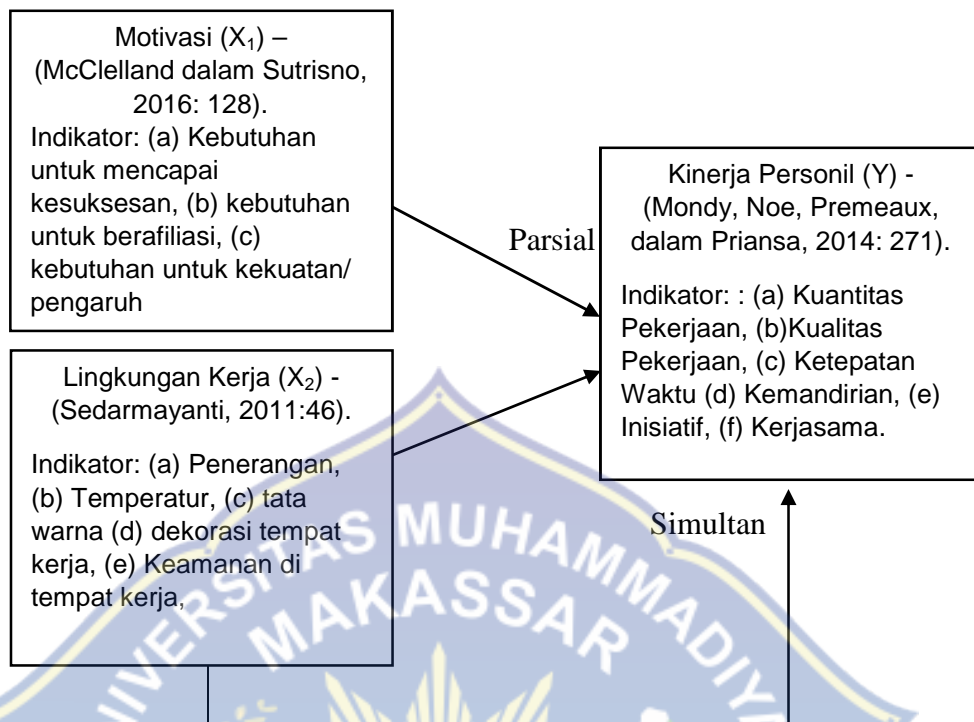 Motivasi (X₁) –
(McClelland dalam Sutrisno,
2016: 128).
Indikator: (a) Kebutuhan
untuk mencapai
kesuksesan, (b) kebutuhan
untuk berafiliasi, (c)
kebutuhan untuk kekuatan/
pengaruh
Parsial
Kinerja Personil (Y) -
(Mondy, Noe, Premeaux,
dalam Priansa, 2014: 271).
Indikator: : (a) Kuantitas
Pekerjaan, (b)Kualitas
Pekerjaan, (c) Ketepatan
Waktu (d) Kemandirian, (e)
Inisiatif, (f) Kerjasama.
Lingkungan Kerja (X₂) -
(Sedarmayanti, 2011:46).
Indikator: (a) Penerangan,
(b) Temperatur, (c) tata
warna (d) dekorasi tempat
kerja, (e) Keamanan di
tempat kerja,
Simultan
MAKASSAR